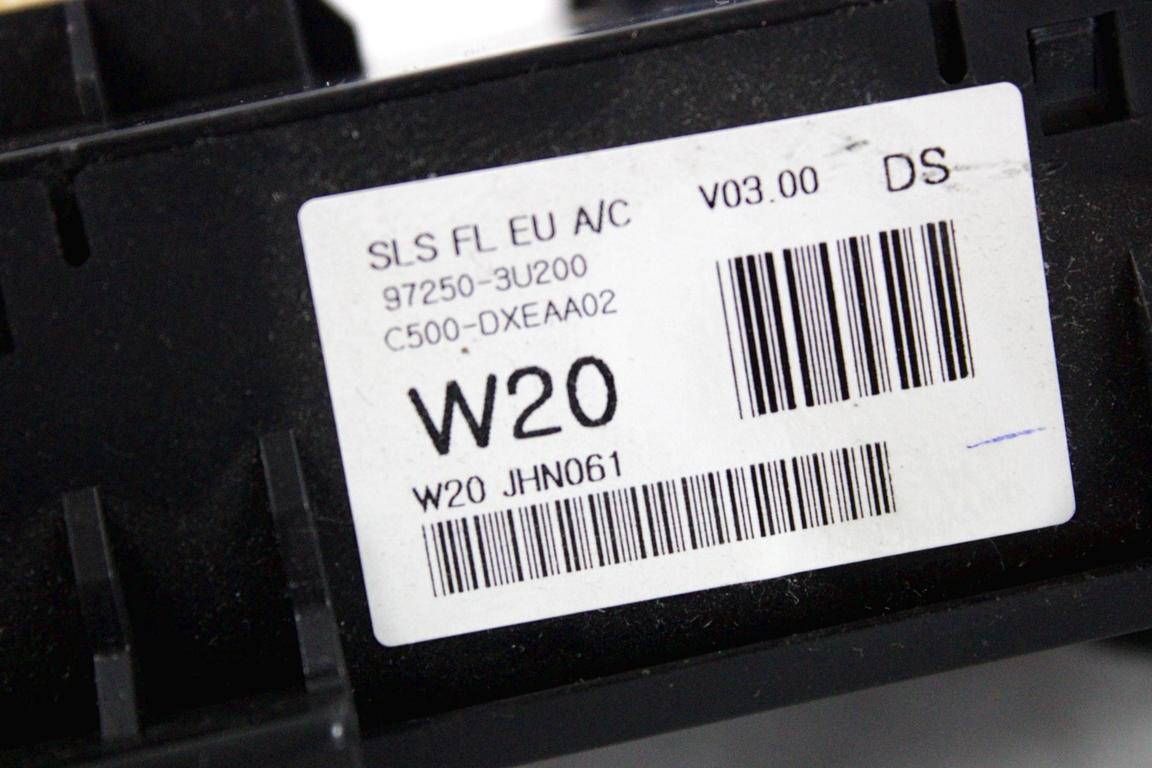 SLS FL EU A/C V03.00 DS
97250-3U200
C500-DXEAA02
W20
W20 JHN061